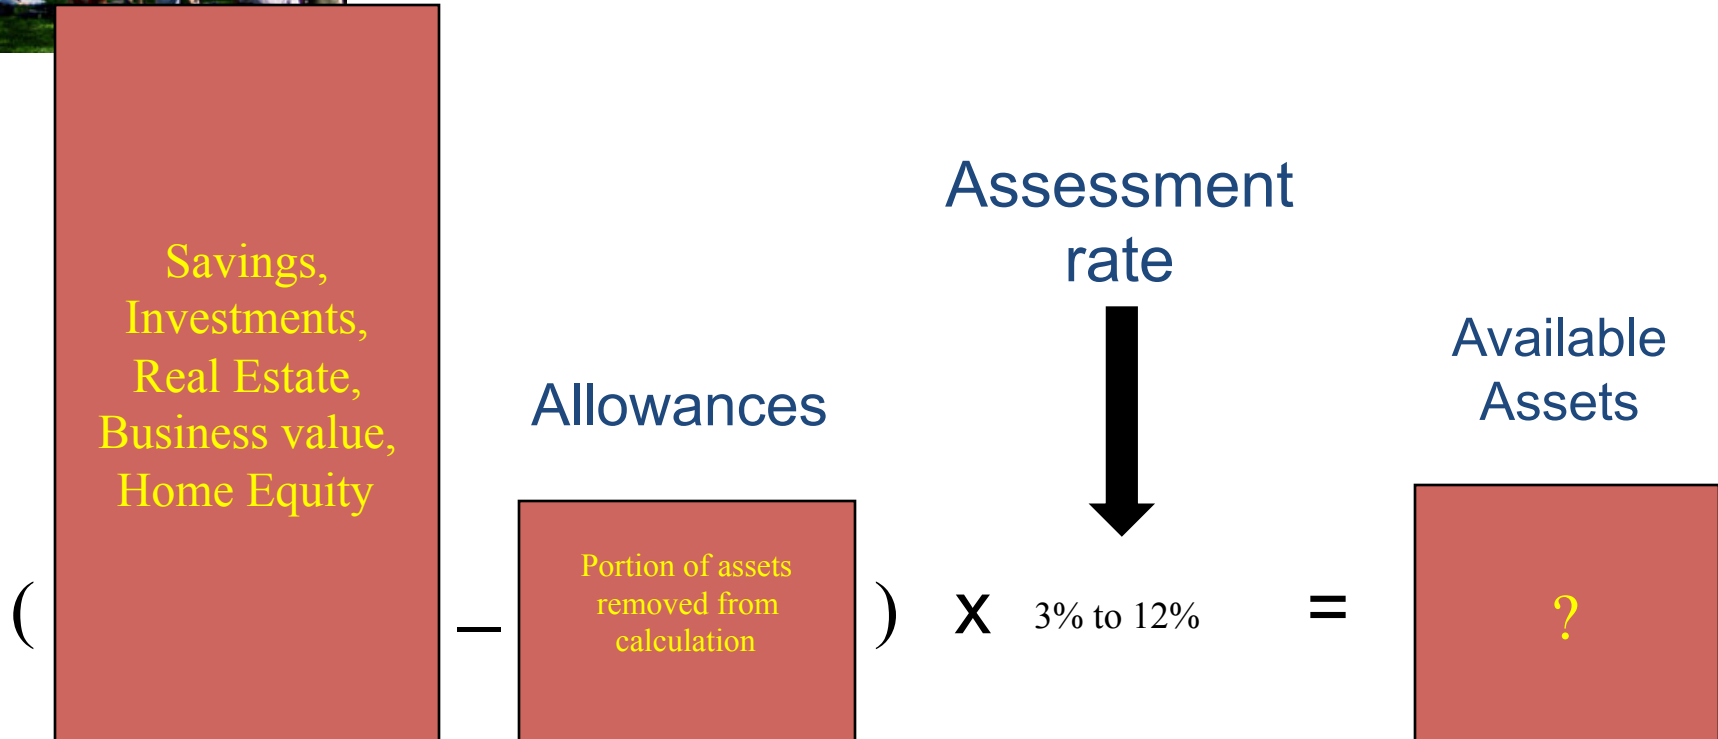 Savings,
Investments,
Real Estate,
Business value,
Home Equity
Allowances
Portion of assets
removed from
calculation
Assessment
rate
Available
Assets
( – ) x 3% to 12% = ?